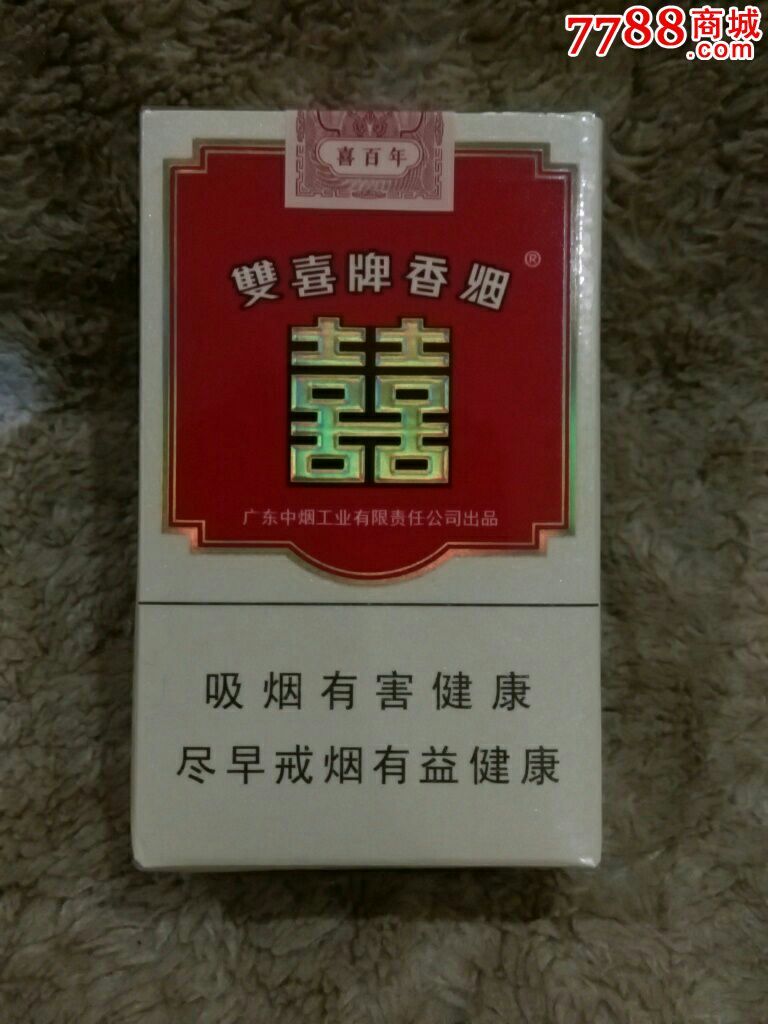 7788商城
.com
喜百年
雙喜牌香烟®
囍
广东中烟工业有限责任公司出品
吸烟有害健康
尽早戒烟有益健康